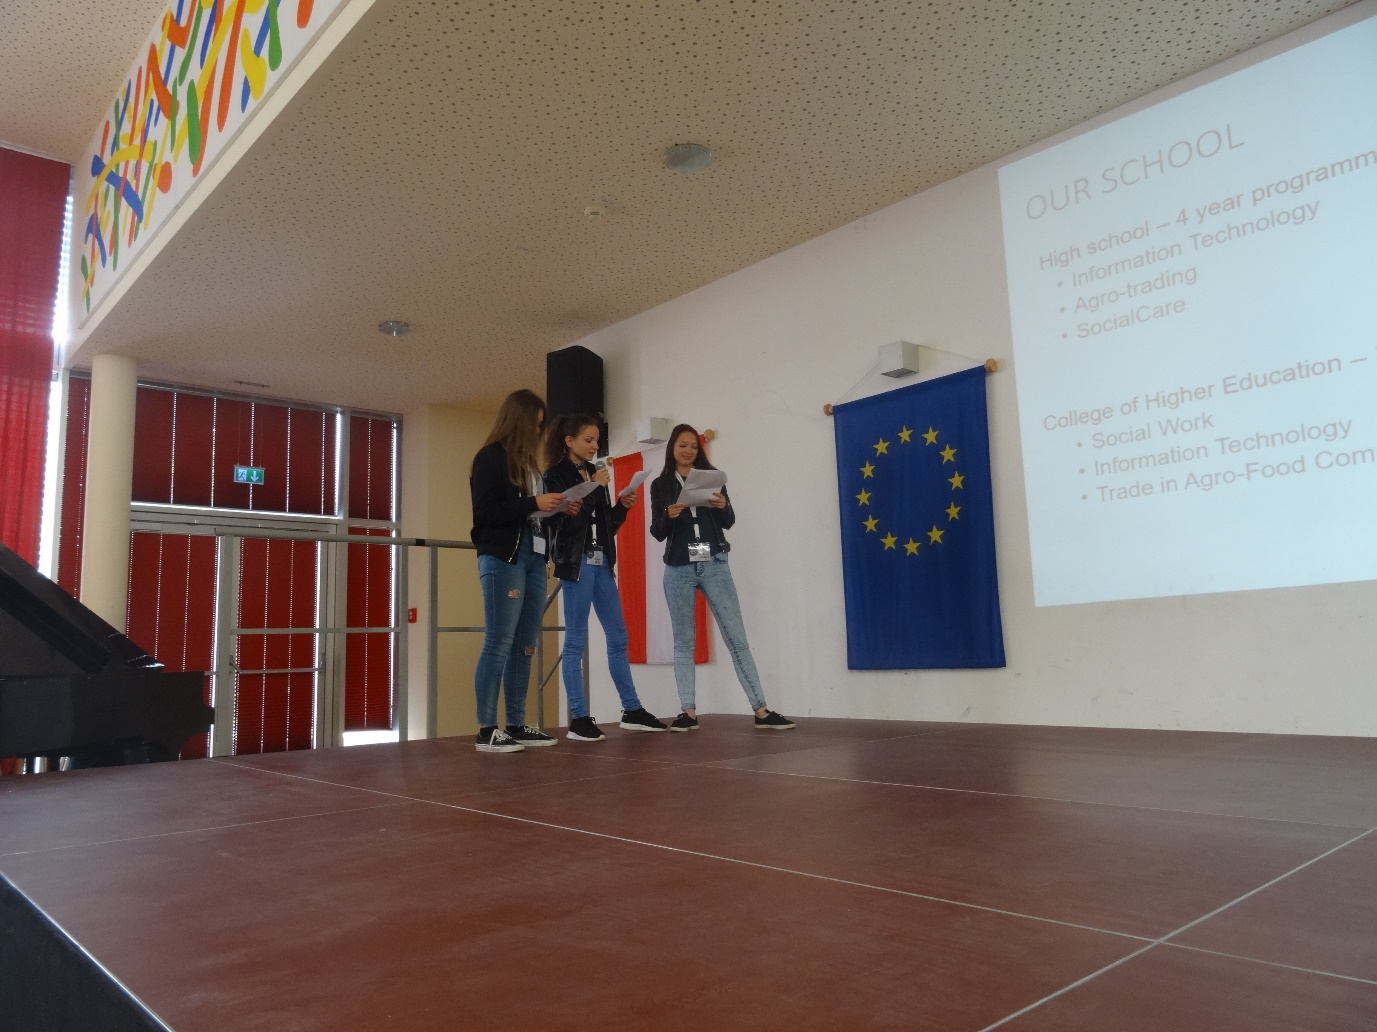 OUR SCHOOL
High school – 4 year programm
• Information Technology
• Agro-trading
• SocialCare
College of Higher Education –
• Social Work
• Information Technology
• Trade in Agro-Food Com